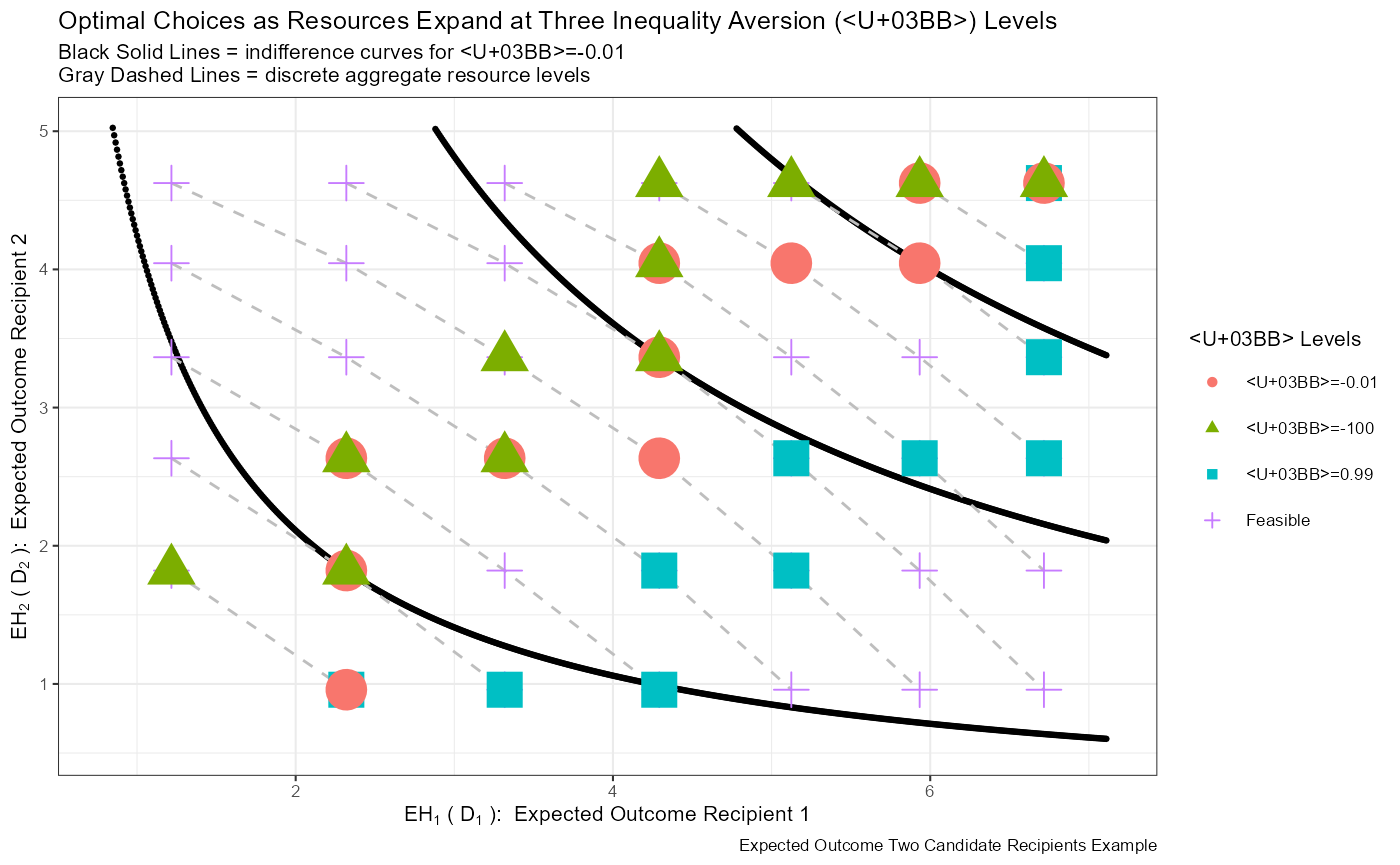 Optimal Choices as Resources Expand at Three Inequality Aversion (<U+03BB>) Levels
Black Solid Lines = indifference curves for <U+03BB>=-0.01
Gray Dashed Lines = discrete aggregate resource levels
5
4
3
2
1
EH₂ ( D₂ ):  Expected Outcome Recipient 2
2 4 6
EH₁ ( D₁ ):  Expected Outcome Recipient 1
<U+03BB> Levels
<U+03BB>=-0.01
<U+03BB>=-100
<U+03BB>=0.99
Feasible
Expected Outcome Two Candidate Recipients Example